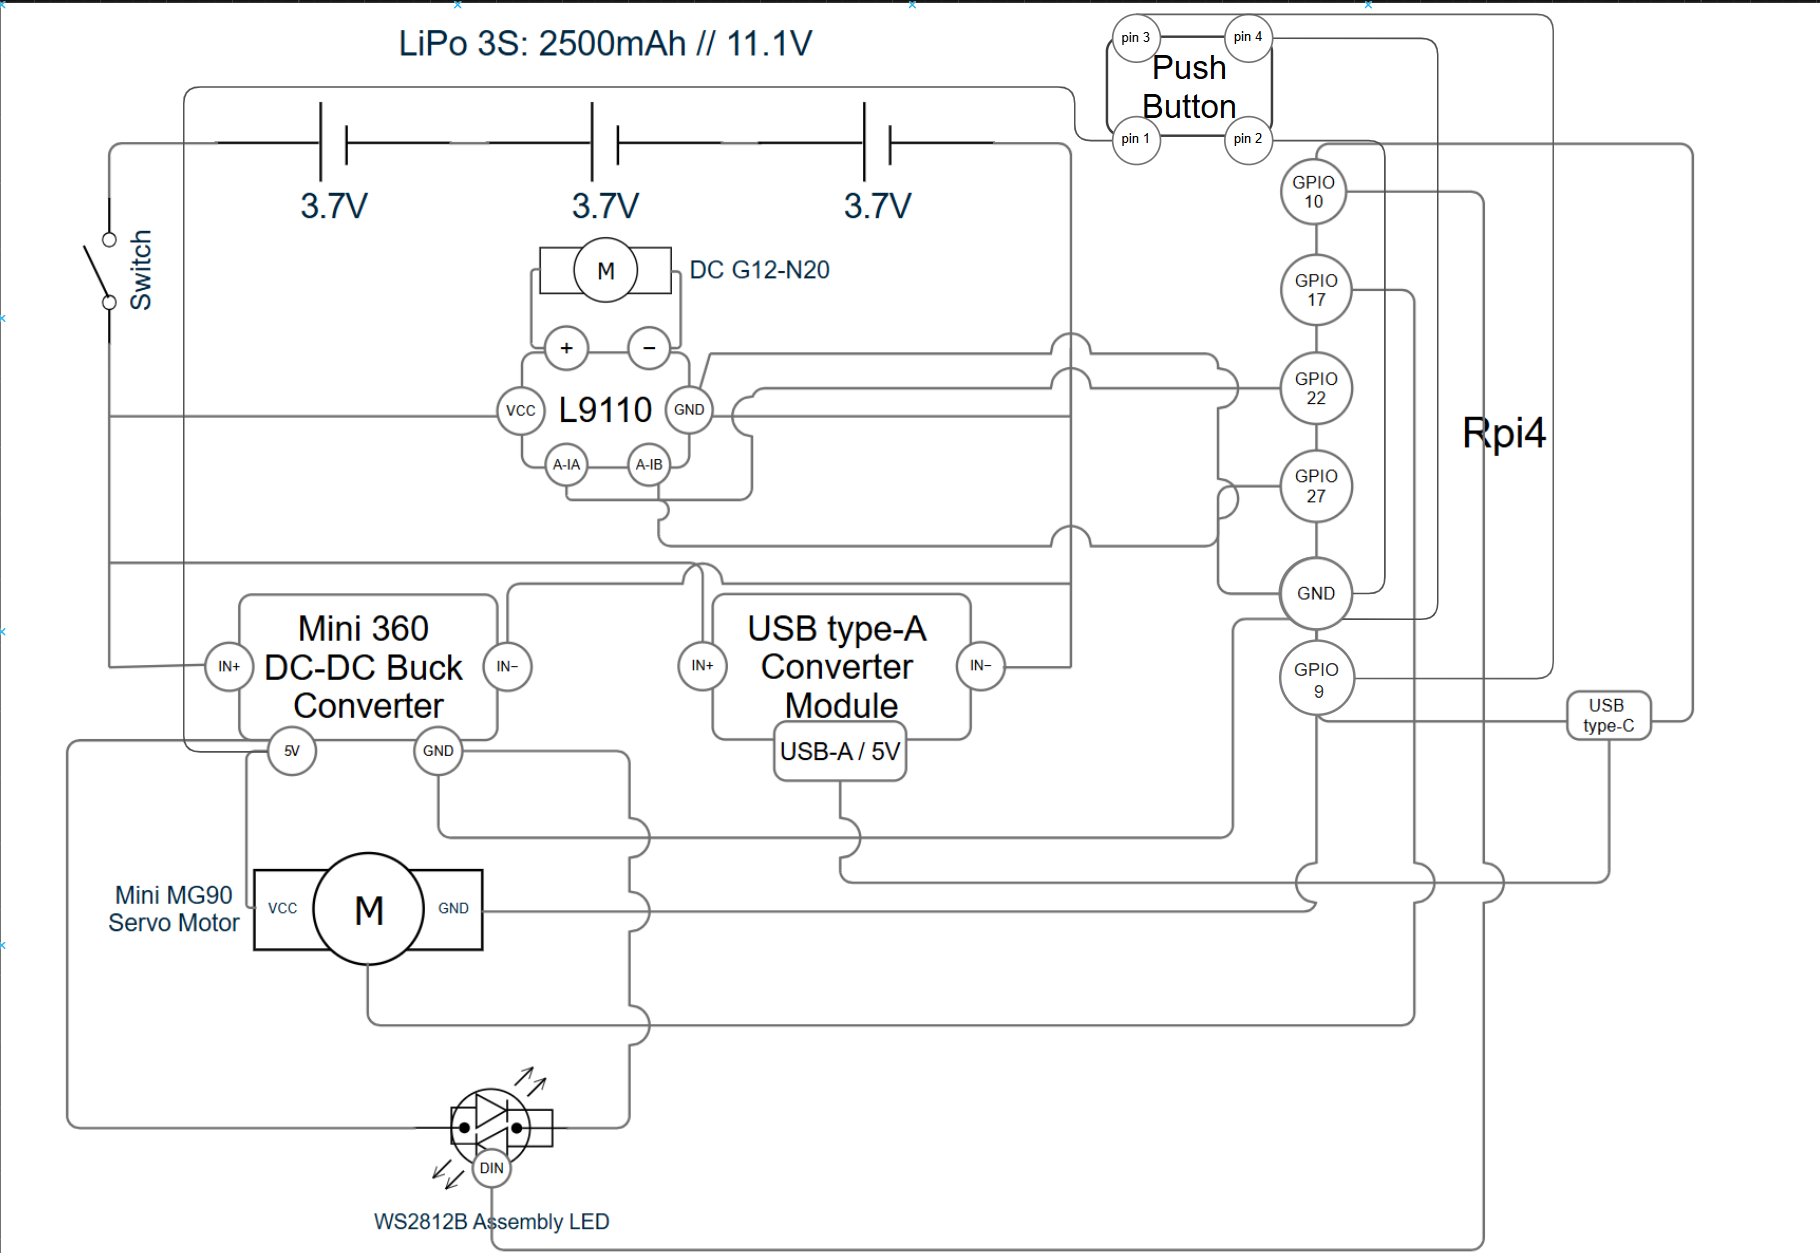 LiPo 3S: 2500mAh // 11.1V
pin 3
pin 4
Push
Button
pin 1
pin 2
3.7V
3.7V
3.7V
Switch
M
DC G12-N20
+
−
VCC
L9110
GND
A-IA
A-IB
GPIO
10
GPIO
17
GPIO
22
GPIO
27
GND
GPIO
9
Rpi4
USB
type-C
IN+
Mini 360
DC-DC Buck
Converter
IN−
5V
GND
IN+
USB type-A
Converter
Module
IN−
USB-A / 5V
Mini MG90
Servo Motor
VCC
M
GND
DIN
WS2812B Assembly LED